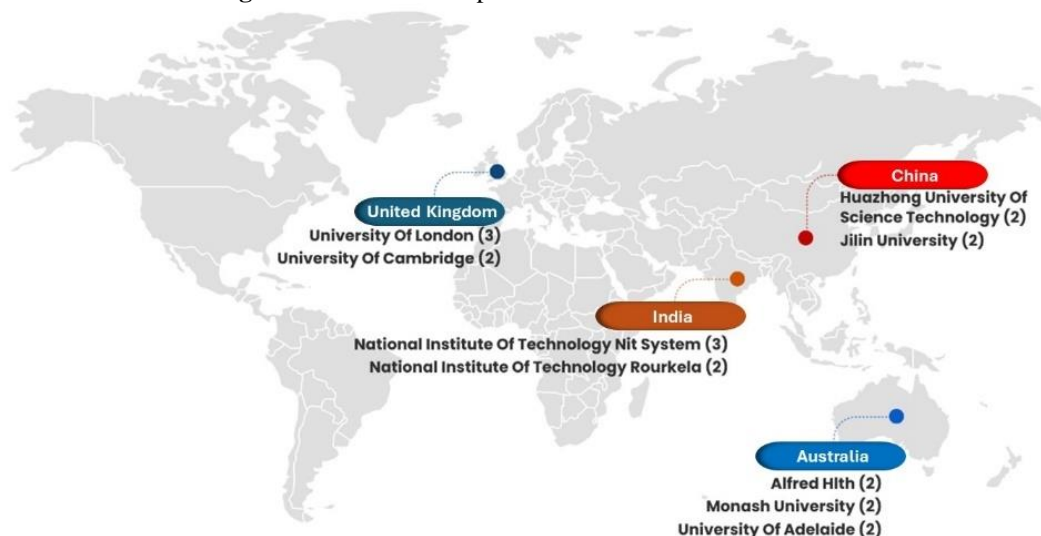 China
Huazhong University Of
Science Technology (2)
Jilin University (2)
United Kingdom
University Of London (3)
University Of Cambridge (2)
India
National Institute Of Technology Nit System (3)
National Institute Of Technology Rourkela (2)
Australia
Alfred Hlth (2)
Monash University (2)
University Of Adelaide (2)